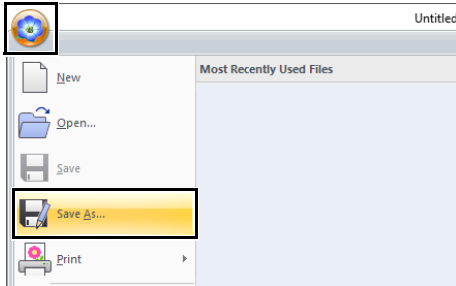 Untitled
Most Recently Used Files
New
Open...
Save
Save As...
Print